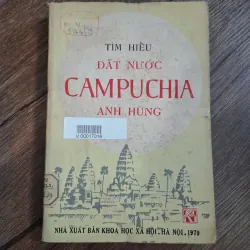 TÌM HIỂU
ĐẤT NƯỚC
CAMPUCHIA
ANH HÙNG
NHÀ XUẤT BẢN KHOA HỌC XÃ HỘI - HÀ NỘI - 1978